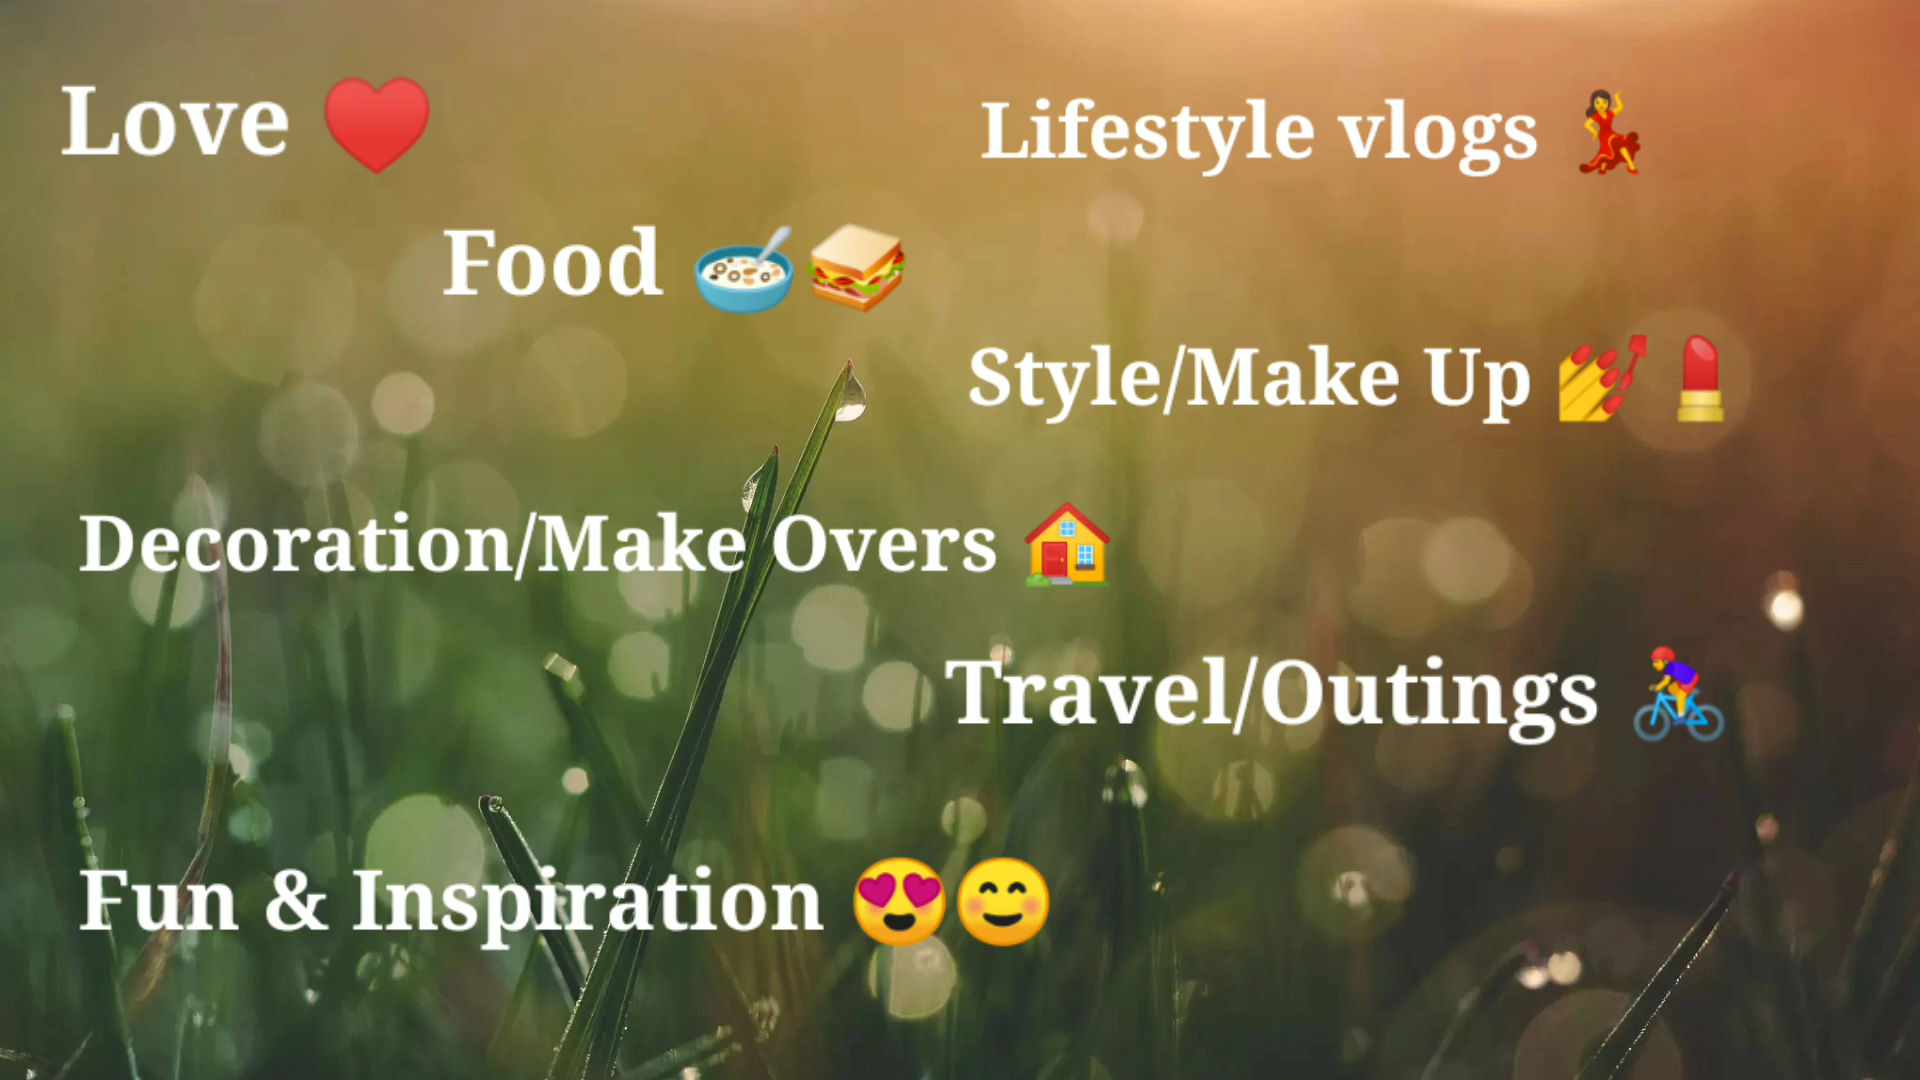 Love ❤️
Lifestyle vlogs 💃
Food 🥣🥪
Style/Make Up 💅💄
Decoration/Make Overs 🏠
Travel/Outings 🚴
Fun & Inspiration 😍😊